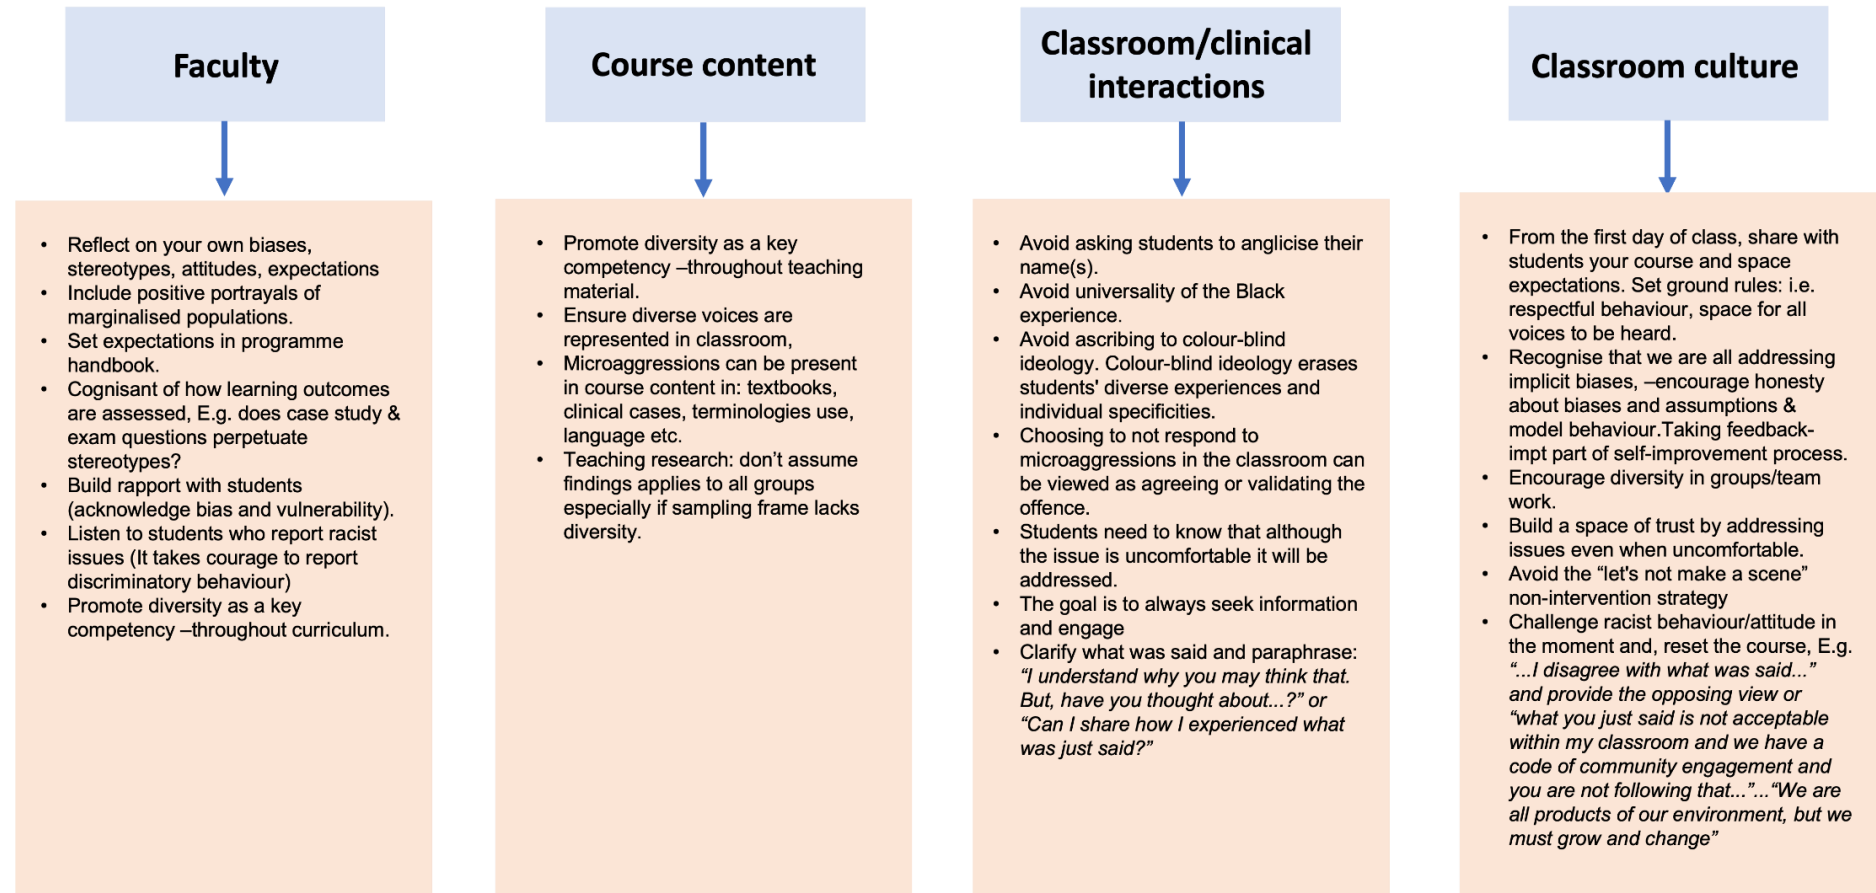 Faculty
• Reflect on your own biases,
stereotypes, attitudes, expectations
• Include positive portrayals of
marginalised populations.
• Set expectations in programme
handbook.
• Cognisant of how learning outcomes
are assessed, E.g. does case study &
exam questions perpetuate
stereotypes?
• Build rapport with students
(acknowledge bias and vulnerability).
• Listen to students who report racist
issues (It takes courage to report
discriminatory behaviour)
• Promote diversity as a key
competency –throughout curriculum.
Course content
• Promote diversity as a key
competency –throughout teaching
material.
• Ensure diverse voices are
represented in classroom,
• Microaggressions can be present
in course content in: textbooks,
clinical cases, terminologies use,
language etc.
• Teaching research: don’t assume
findings applies to all groups
especially if sampling frame lacks
diversity.
Classroom/clinical
interactions
• Avoid asking students to anglicise their
name(s).
• Avoid universality of the Black
experience.
• Avoid ascribing to colour-blind
ideology. Colour-blind ideology erases
students' diverse experiences and
individual specificities.
• Choosing to not respond to
microaggressions in the classroom can
be viewed as agreeing or validating the
offence.
• Students need to know that although
the issue is uncomfortable it will be
addressed.
• The goal is to always seek information
and engage
• Clarify what was said and paraphrase:
“I understand why you may think that.
But, have you thought about...?” or
“Can I share how I experienced what
was just said?”
Classroom culture
• From the first day of class, share with
students your course and space
expectations. Set ground rules: i.e.
respectful behaviour, space for all
voices to be heard.
• Recognise that we are all addressing
implicit biases, –encourage honesty
about biases and assumptions &
model behaviour.Taking feedback-
impt part of self-improvement process.
• Encourage diversity in groups/team
work.
• Build a space of trust by addressing
issues even when uncomfortable.
• Avoid the “let's not make a scene”
non-intervention strategy
• Challenge racist behaviour/attitude in
the moment and, reset the course, E.g.
“...I disagree with what was said...”
and provide the opposing view or
“what you just said is not acceptable
within my classroom and we have a
code of community engagement and
you are not following that...”...“We are
all products of our environment, but we
must grow and change”